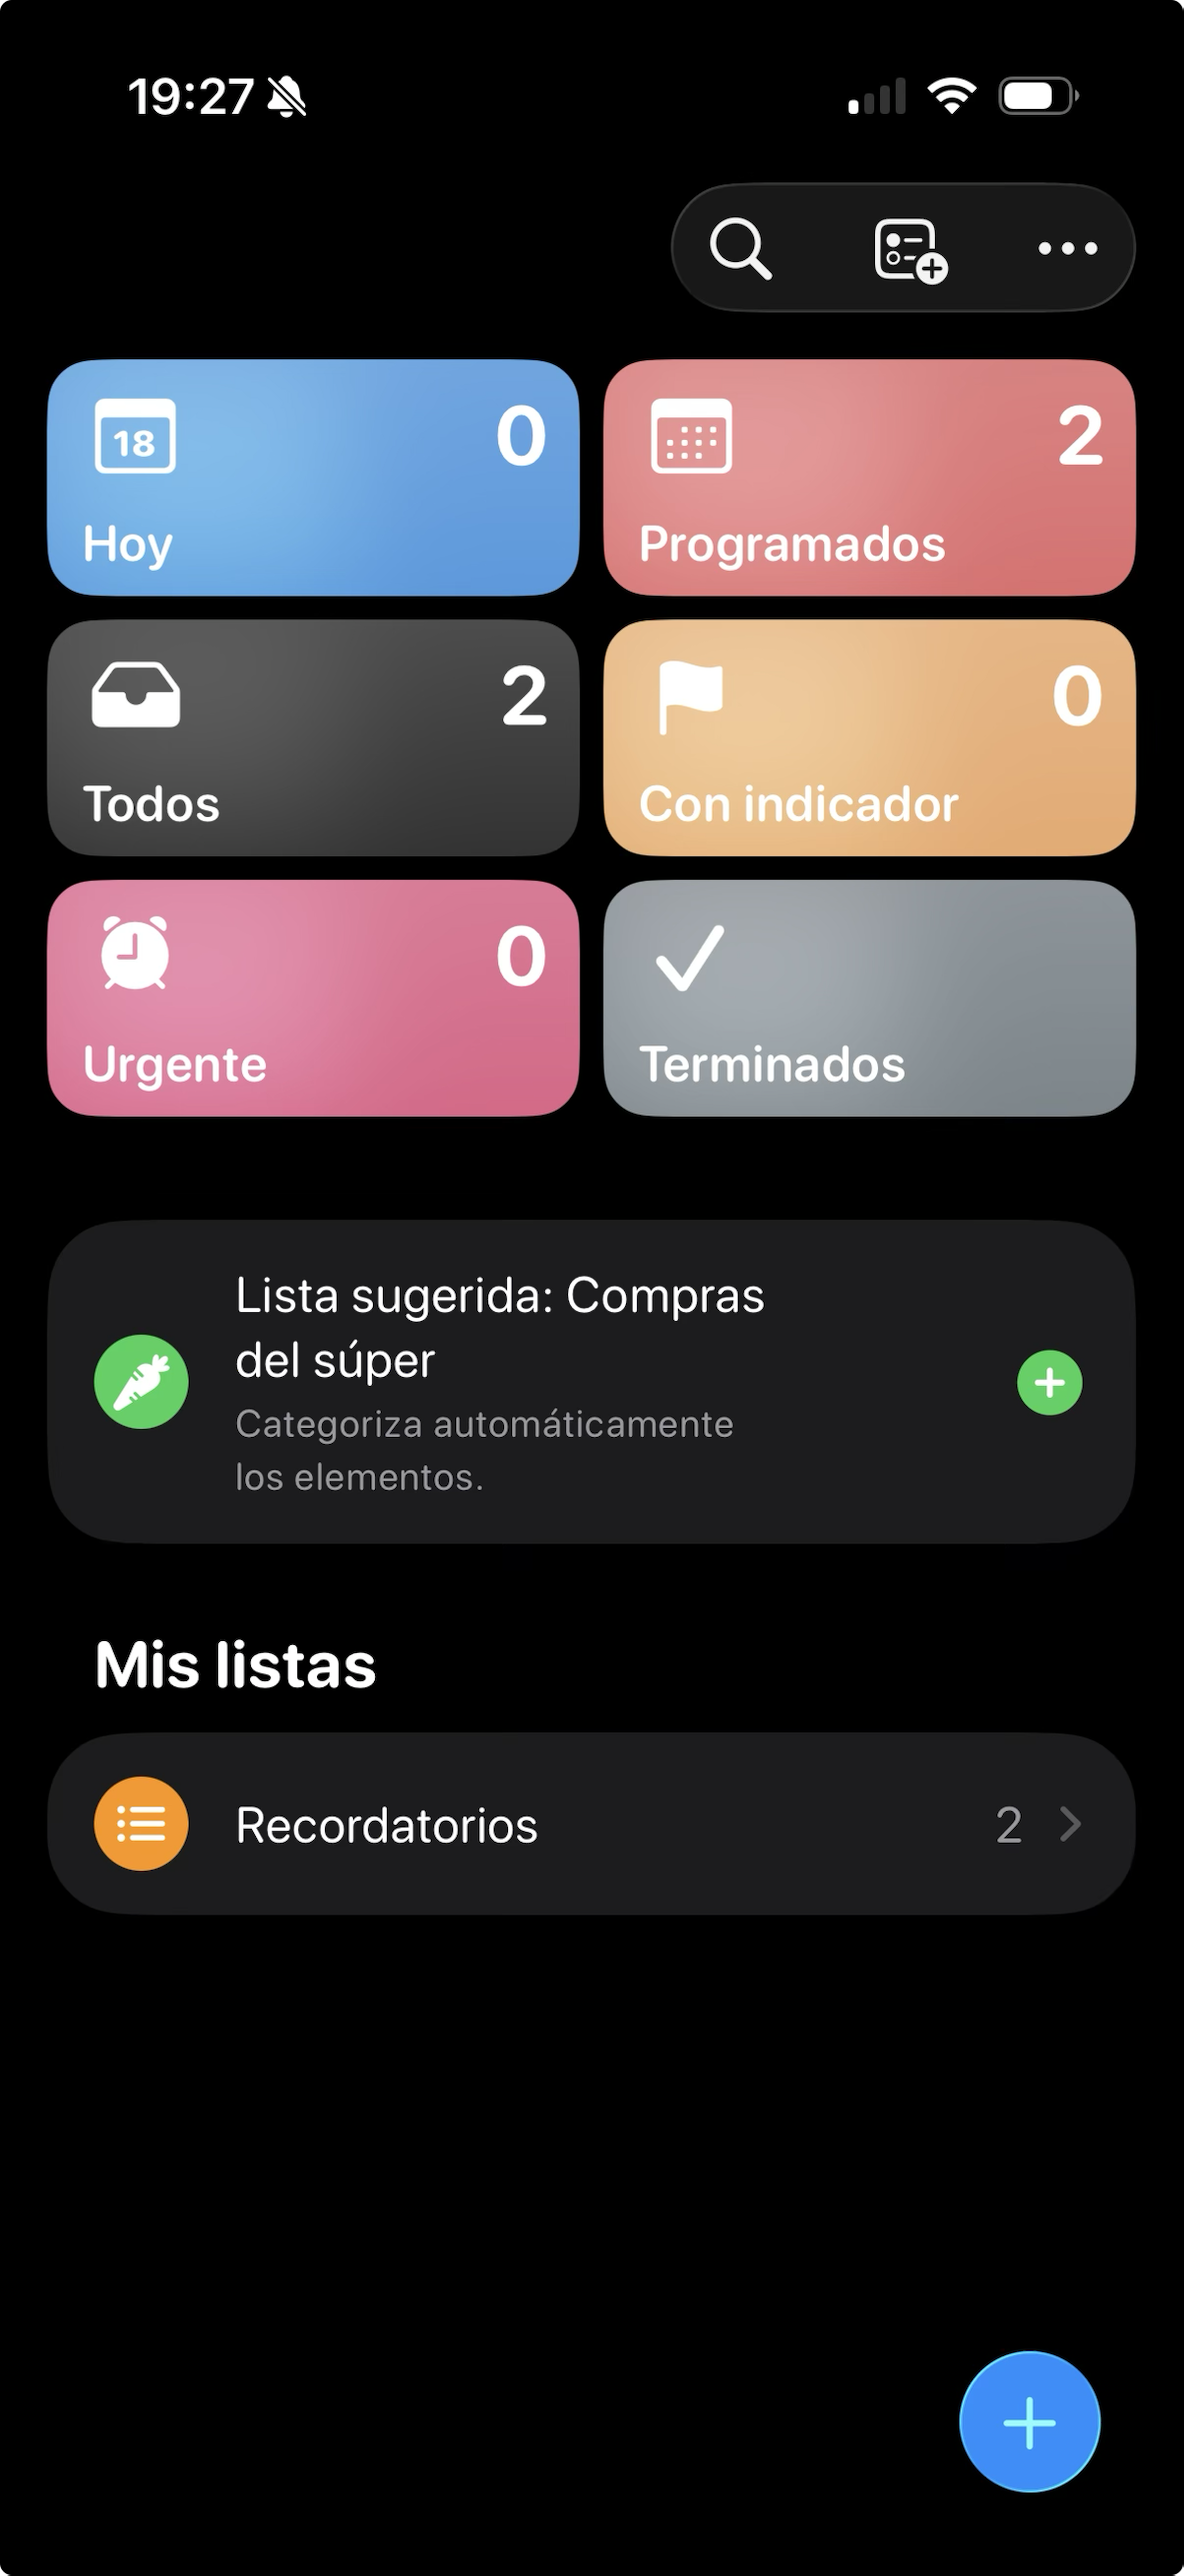 19:27
18
0
Hoy
2
Programados
2
Todos
0
Con indicador
0
Urgente
Terminados
Lista sugerida: Compras
del súper
Categoriza automáticamente
los elementos.
Mis listas
Recordatorios 2